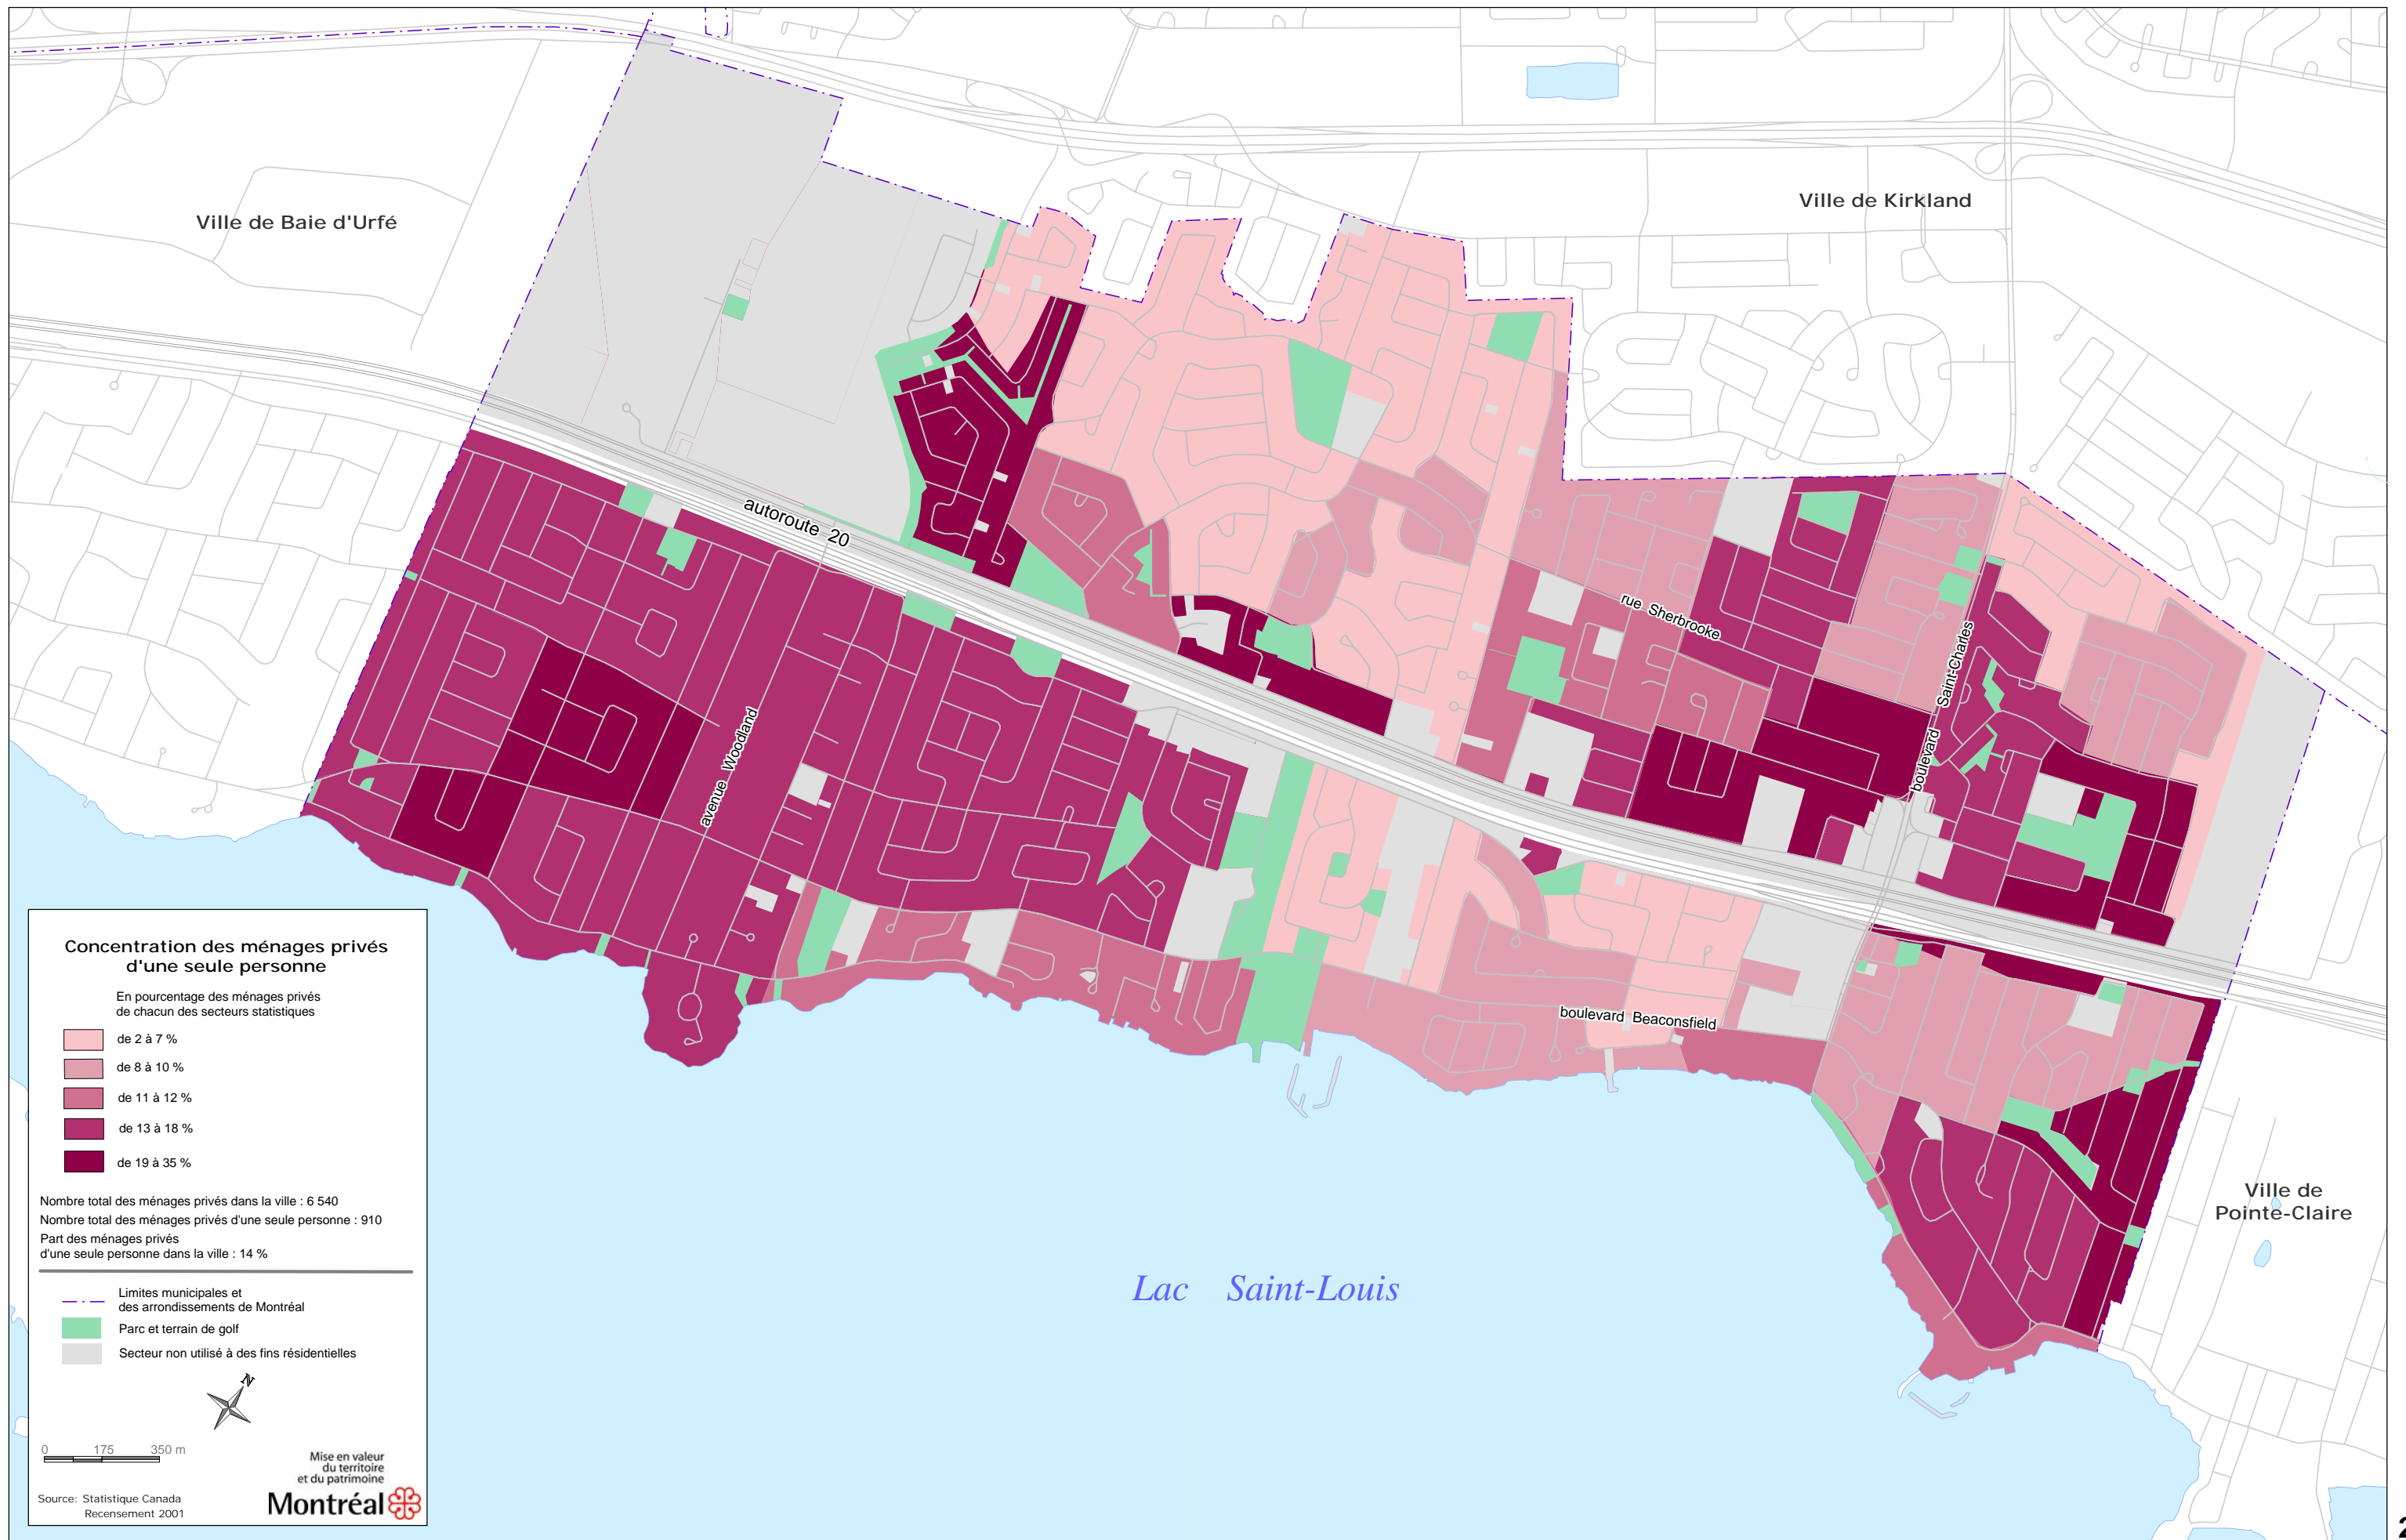 Ville de Baie d'Urfé
Ville de Kirkland
autoroute 20
rue Sherbrooke
boulevard Saint-Charles
avenue Woodland
boulevard Beaconsfield
Ville de
Pointe-Claire
Lac Saint-Louis
Concentration des ménages privés
d'une seule personne
En pourcentage des ménages privés
de chacun des secteurs statistiques
de 2 à 7 %
de 8 à 10 %
de 11 à 12 %
de 13 à 18 %
de 19 à 35 %
Nombre total des ménages privés dans la ville : 6 540
Nombre total des ménages privés d'une seule personne : 910
Part des ménages privés
d'une seule personne dans la ville : 14 %
Limites municipales et
des arrondissements de Montréal
Parc et terrain de golf
Secteur non utilisé à des fins résidentielles
N
0 175 350 m
Mise en valeur
du territoire
et du patrimoine
Montréal
Source: Statistique Canada
Recensement 2001